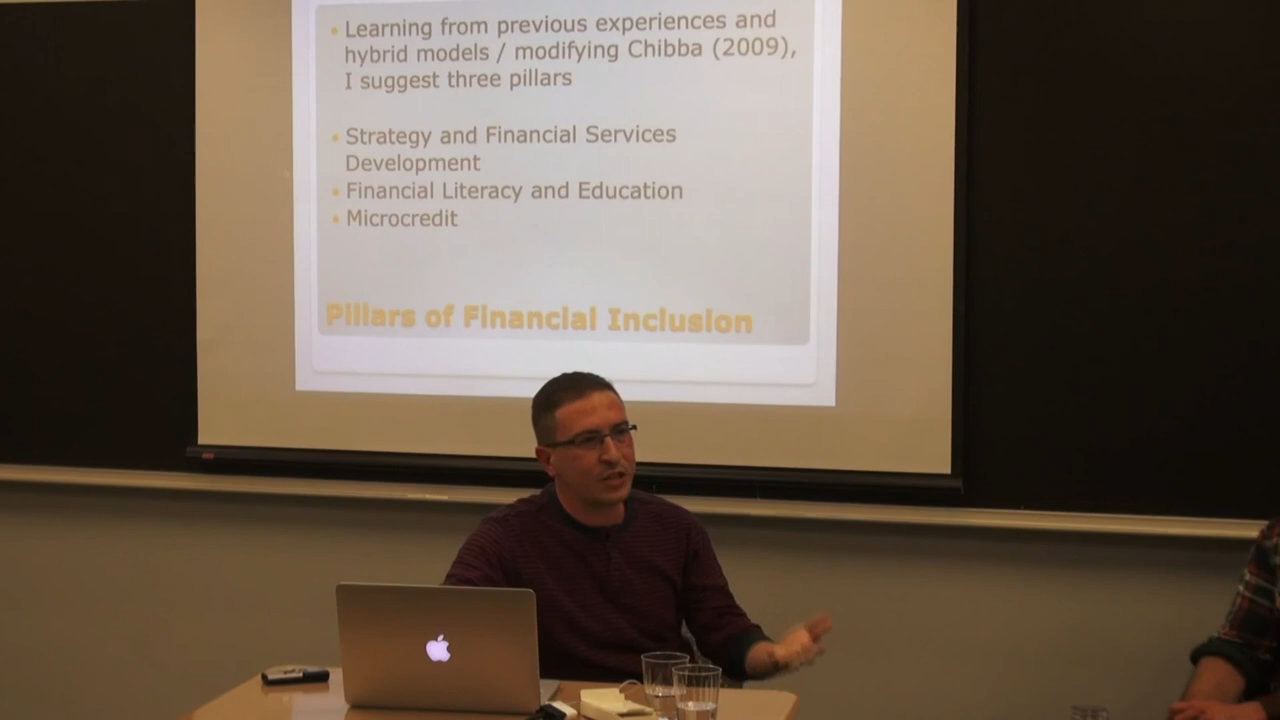 Learning from previous experiences and
hybrid models / modifying Chibba (2009),
I suggest three pillars
Strategy and Financial Services
Development
Financial Literacy and Education
Microcredit
Pillars of Financial Inclusion